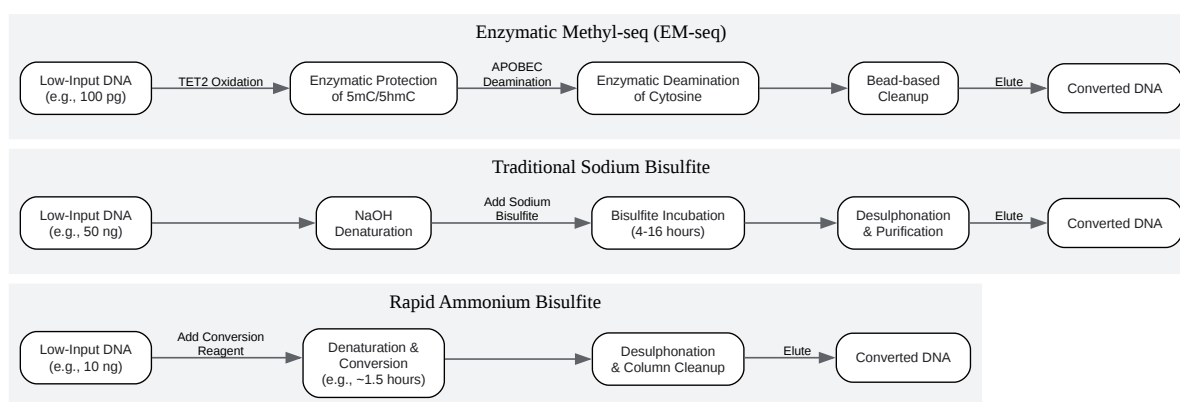 Enzymatic Methyl-seq (EM-seq)
Low-Input DNA
(e.g., 100 pg)
TET2 Oxidation
Enzymatic Protection
of 5mC/5hmC
APOBEC
Deamination
Enzymatic Deamination
of Cytosine
Bead-based
Cleanup
Elute
Converted DNA
Traditional Sodium Bisulfite
Low-Input DNA
(e.g., 50 ng)
NaOH
Denaturation
Add Sodium
Bisulfite
Bisulfite Incubation
(4-16 hours)
Desulphonation
& Purification
Elute
Converted DNA
Rapid Ammonium Bisulfite
Low-Input DNA
(e.g., 10 ng)
Add Conversion
Reagent
Denaturation &
Conversion
(e.g., ~1.5 hours)
Desulphonation
& Column Cleanup
Elute
Converted DNA